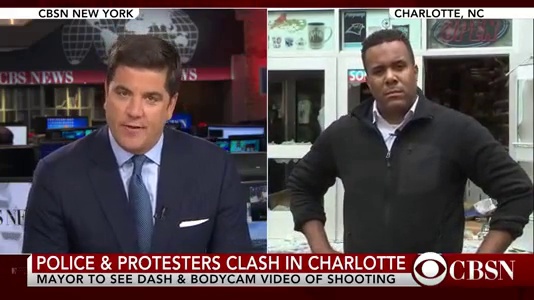 CBSN NEW YORK
CHARLOTTE, NC
CBS NEWS
NEWS
POLICE & PROTESTERS CLASH IN CHARLOTTE
MAYOR TO SEE DASH & BODYCAM VIDEO OF SHOOTING
CBSN